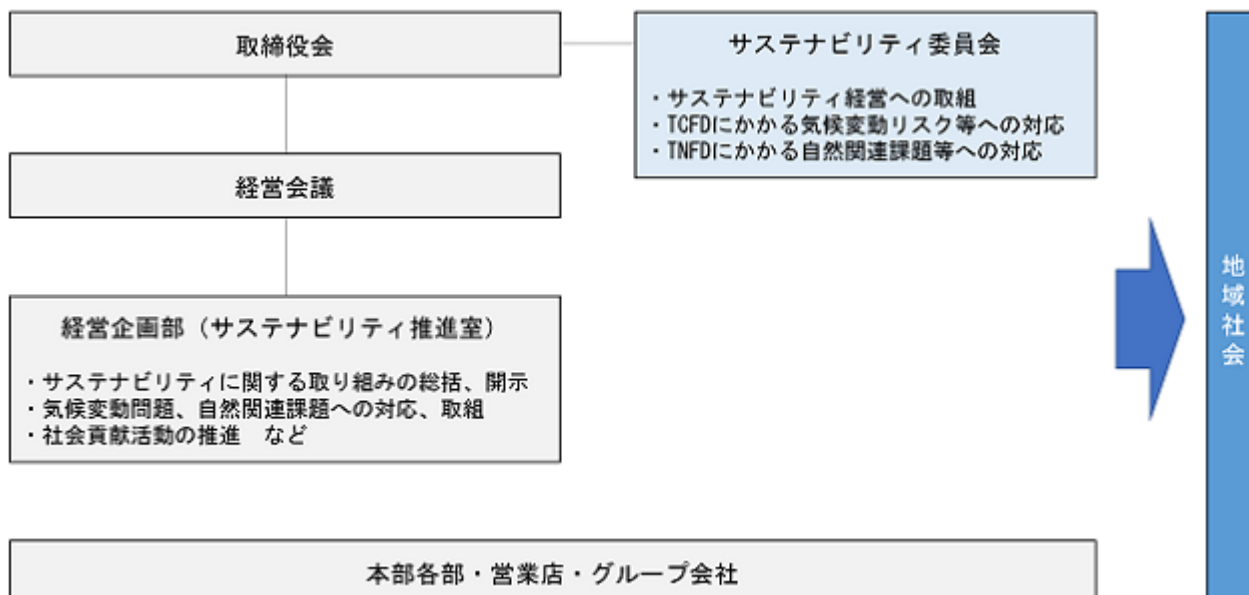 取締役会
サステナビリティ委員会
・サステナビリティ経営への取組
・TCFDにかかる気候変動リスク等への対応
・TNFDにかかる自然関連課題等への対応
経営会議
経営企画部（サステナビリティ推進室）
・サステナビリティに関する取り組みの総括、開示
・気候変動問題、自然関連課題への対応、取組
・社会貢献活動の推進　など
本部各部・営業店・グループ会社
地域社会